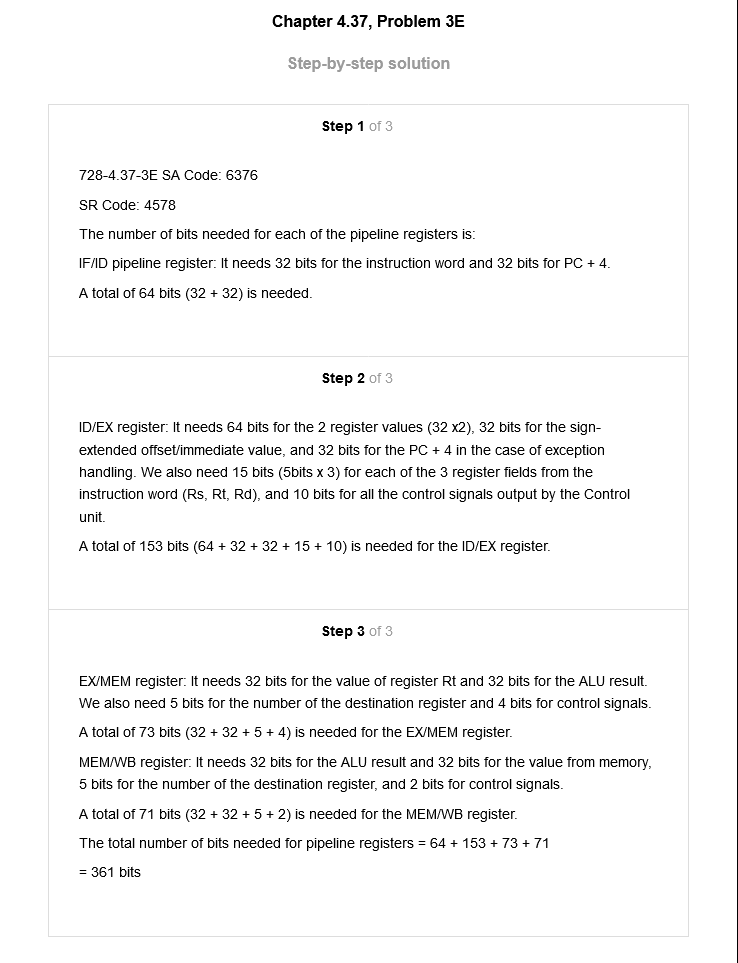 Chapter 4.37, Problem 3E
Step-by-step solution
Step 1 of 3
728-4.37-3E SA Code: 6376
SR Code: 4578
The number of bits needed for each of the pipeline registers is:
IF/ID pipeline register: It needs 32 bits for the instruction word and 32 bits for PC + 4.
A total of 64 bits (32 + 32) is needed.
Step 2 of 3
ID/EX register: It needs 64 bits for the 2 register values (32 x2), 32 bits for the sign-
extended offset/immediate value, and 32 bits for the PC + 4 in the case of exception
handling. We also need 15 bits (5bits x 3) for each of the 3 register fields from the
instruction word (Rs, Rt, Rd), and 10 bits for all the control signals output by the Control
unit.
A total of 153 bits (64 + 32 + 32 + 15 + 10) is needed for the ID/EX register.
Step 3 of 3
EX/MEM register: It needs 32 bits for the value of register Rt and 32 bits for the ALU result.
We also need 5 bits for the number of the destination register and 4 bits for control signals.
A total of 73 bits (32 + 32 + 5 + 4) is needed for the EX/MEM register.
MEM/WB register: It needs 32 bits for the ALU result and 32 bits for the value from memory,
5 bits for the number of the destination register, and 2 bits for control signals.
A total of 71 bits (32 + 32 + 5 + 2) is needed for the MEM/WB register.
The total number of bits needed for pipeline registers = 64 + 153 + 73 + 71
= 361 bits